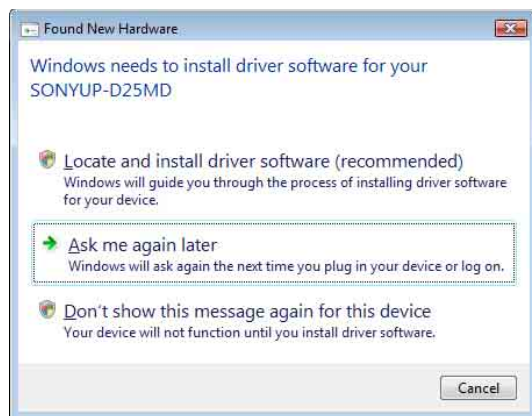 Found New Hardware
Windows needs to install driver software for your
SONYUP-D25MD
Locate and install driver software (recommended)
Windows will guide you through the process of installing driver software
for your device.
Ask me again later
Windows will ask again the next time you plug in your device or log on.
Don't show this message again for this device
Your device will not function until you install driver software.
Cancel